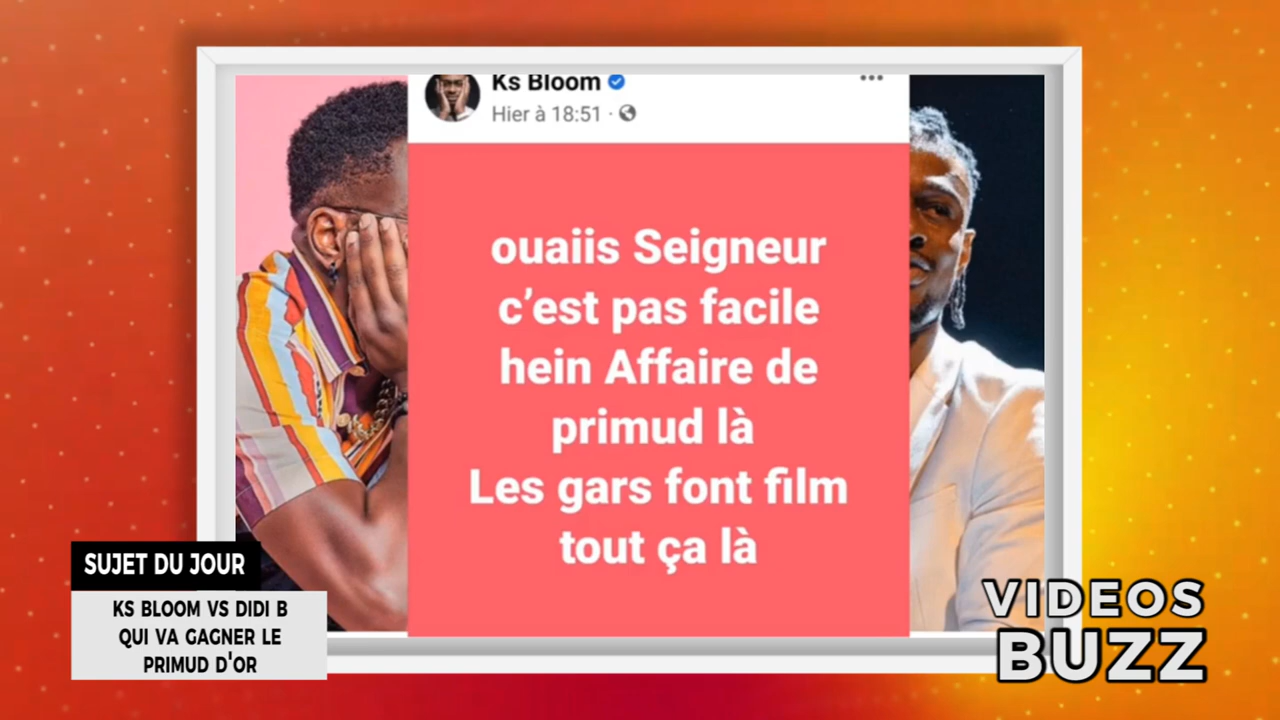 Ks Bloom
Hier à 18:51 ·
ouaiis Seigneur
c’est pas facile
hein Affaire de
primud là
Les gars font film
tout ça là
SUJET DU JOUR
KS BLOOM VS DIDI B
QUI VA GAGNER LE
PRIMUD D'OR
VIDEOS
BUZZ